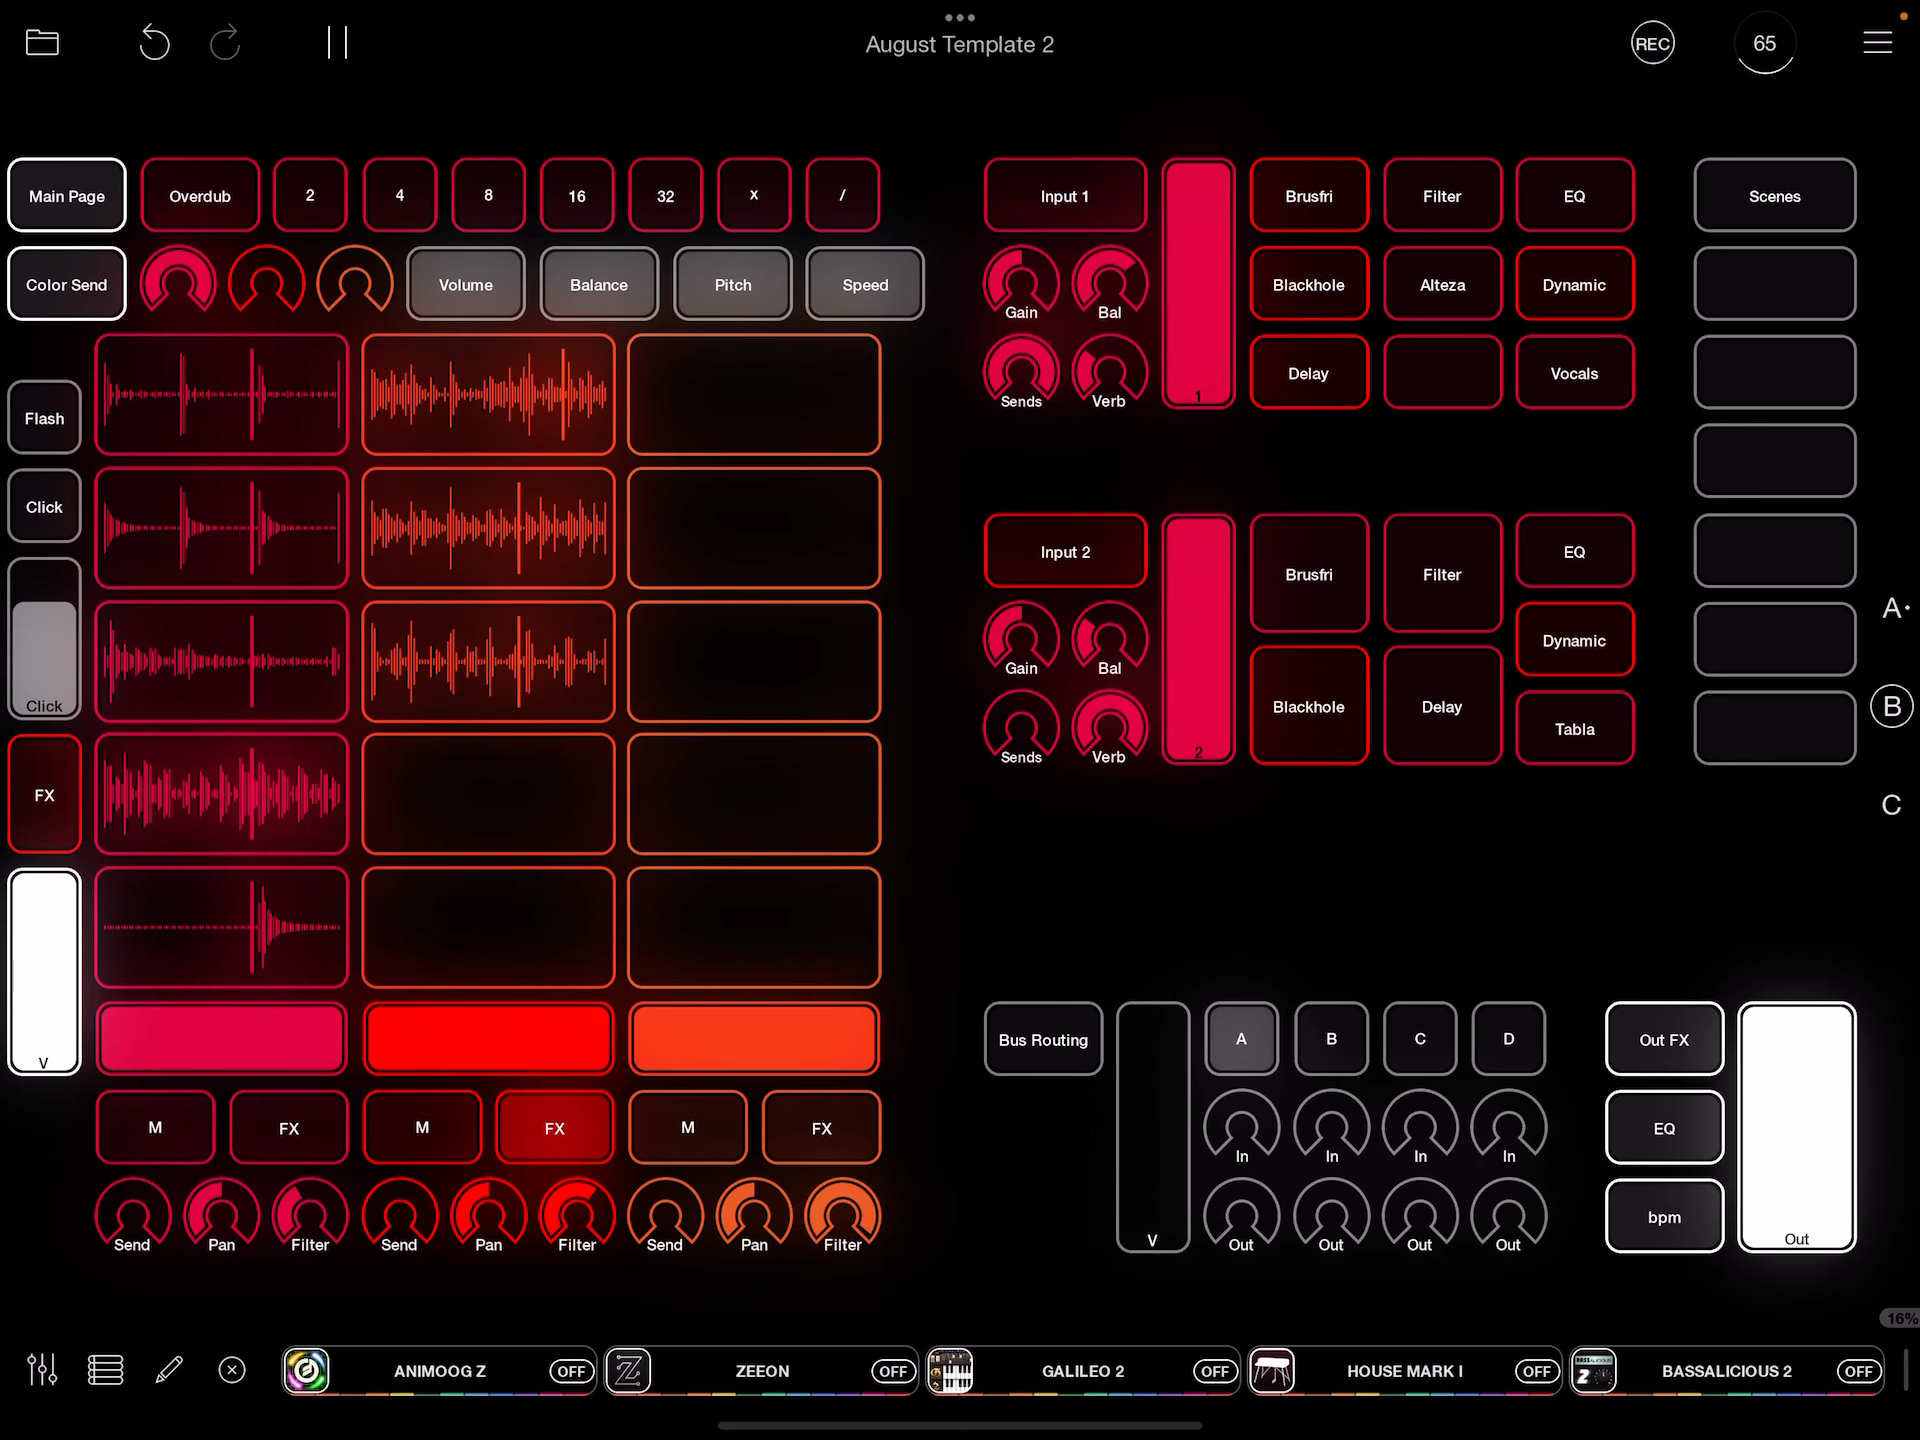 August Template 2
REC
65
Main Page
Overdub
2
4
8
16
32
x
/
Color Send
Volume
Balance
Pitch
Speed
Flash
Click
Click
FX
V
M
FX
M
FX
M
FX
Send
Pan
Filter
Send
Pan
Filter
Send
Pan
Filter
Input 1
1
Brusfri
Filter
EQ
Gain
Bal
Blackhole
Alteza
Dynamic
Sends
Verb
Delay
Vocals
Input 2
2
Brusfri
Filter
EQ
Gain
Bal
Dynamic
Sends
Verb
Blackhole
Delay
Tabla
Scenes
A
B
C
Bus Routing
V
A
B
C
D
In
In
In
In
Out
Out
Out
Out
Out FX
EQ
bpm
Out
16%
ANIMOOG Z
OFF
ZEEON
OFF
GALILEO 2
OFF
HOUSE MARK I
OFF
BASSALICIOUS 2
OFF